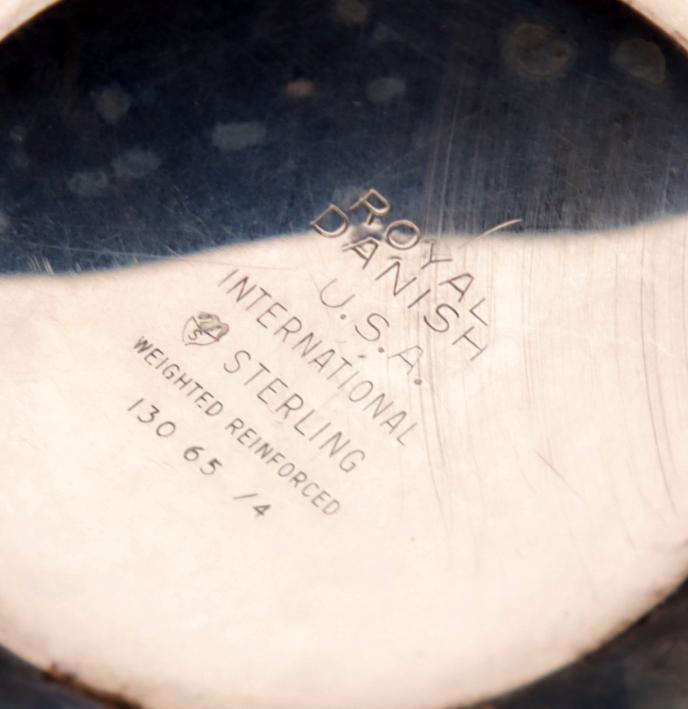 ROYAL
DANISH
U.S.A.
INTERNATIONAL
S STERLING
WEIGHTED REINFORCED
130 65 /4